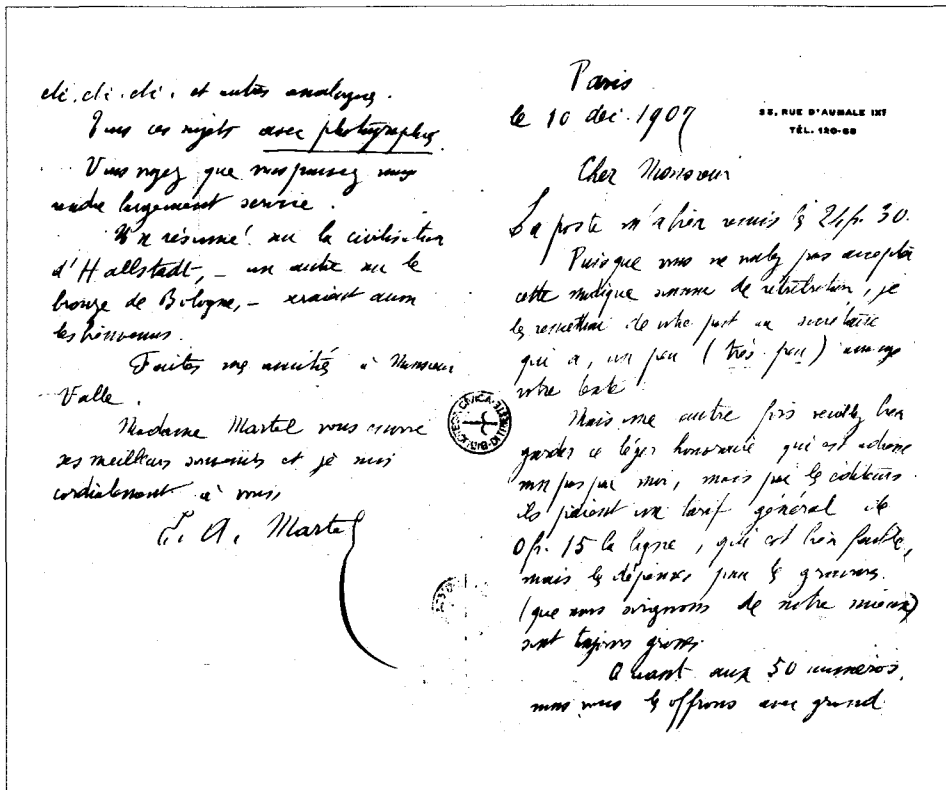 Paris
le 10 déc. 1907
23, RUE D'AUMALE IXE
TÉL. 120-68
Cher Monsieur
La poste m'a bien remis les 24 fr. 30.
Puisque vous ne voulez pas accepter
cette modique somme de rétribution, je
la remettrai de votre part au secrétaire
qui a, un peu (très peu) arrangé
votre texte.
Mais une autre fois veuillez bien
garder ce léger honoraire qui est
non pas par moi, mais par les éditeurs.
Ils paient un tarif général de
0 fr. 15 la ligne, qui est bien faible,
mais les dépenses pour les gravures
(que nous soignons de notre mieux)
sont toujours grosses.
Quant aux 50 numéros,
nous vous les offrons avec grand
etc. etc. etc. et autres analogues.
Tous ces sujets avec photographies.
Vous voyez que vous pouvez nous
rendre largement service.
Un résumé sur la civilisation
d'Hallstadt, – un autre sur le
bronze de Bologne, – seraient aussi
les bienvenus.
Faites mes amitiés à Monsieur
Valle.
Madame Martel vous envoie
ses meilleurs souvenirs et je suis
cordialement à vous,
E. A. Martel
BIBLIOTECA CIVICA